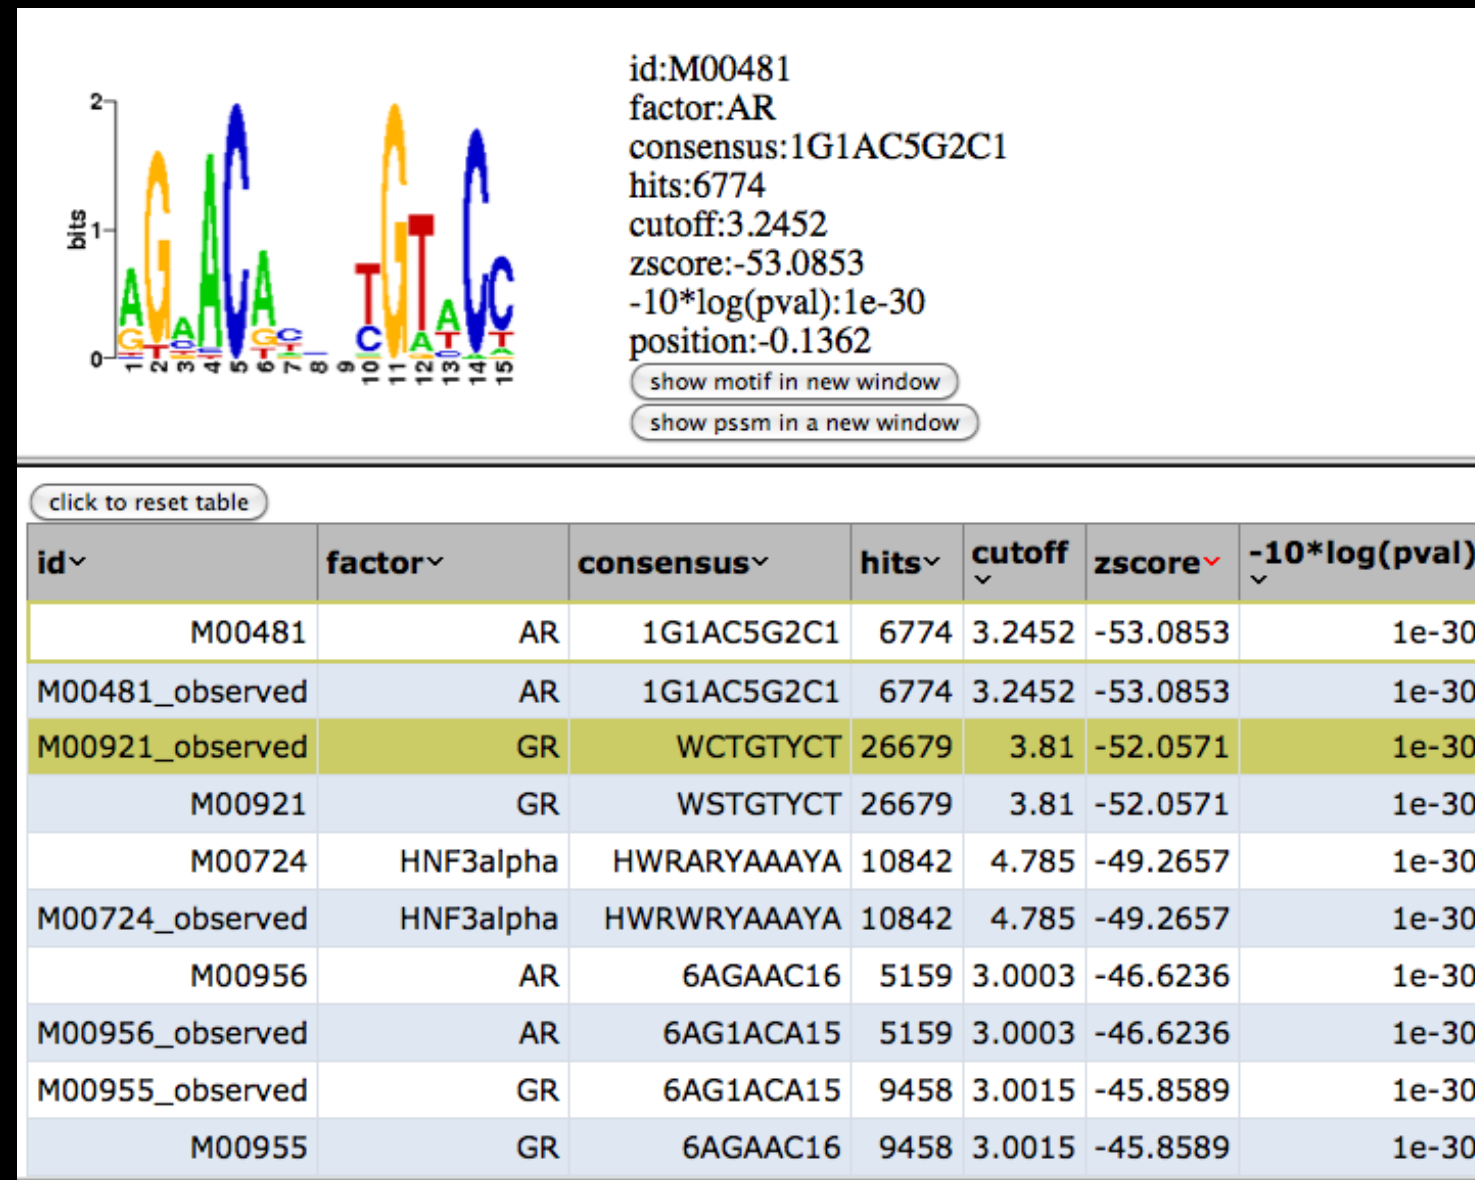 id:M00481
factor:AR
consensus:1G1AC5G2C1
hits:6774
cutoff:3.2452
zscore:-53.0853
-10*log(pval):1e-30
position:-0.1362
show motif in new window
show pssm in a new window
2
bits
1
0
1 2 3 4 5 6 7 8 9 10 11 12 13 14 15
click to reset table
id factor consensus hits cutoff zscore -10*log(pval)
M00481 AR 1G1AC5G2C1 6774 3.2452 -53.0853 1e-30
M00481_observed AR 1G1AC5G2C1 6774 3.2452 -53.0853 1e-30
M00921_observed GR WCTGTYCT 26679 3.81 -52.0571 1e-30
M00921 GR WSTGTYCT 26679 3.81 -52.0571 1e-30
M00724 HNF3alpha HWRARYAAAYA 10842 4.785 -49.2657 1e-30
M00724_observed HNF3alpha HWRWRYAAAYA 10842 4.785 -49.2657 1e-30
M00956 AR 6AGAAC16 5159 3.0003 -46.6236 1e-30
M00956_observed AR 6AG1ACA15 5159 3.0003 -46.6236 1e-30
M00955_observed GR 6AG1ACA15 9458 3.0015 -45.8589 1e-30
M00955 GR 6AGAAC16 9458 3.0015 -45.8589 1e-30